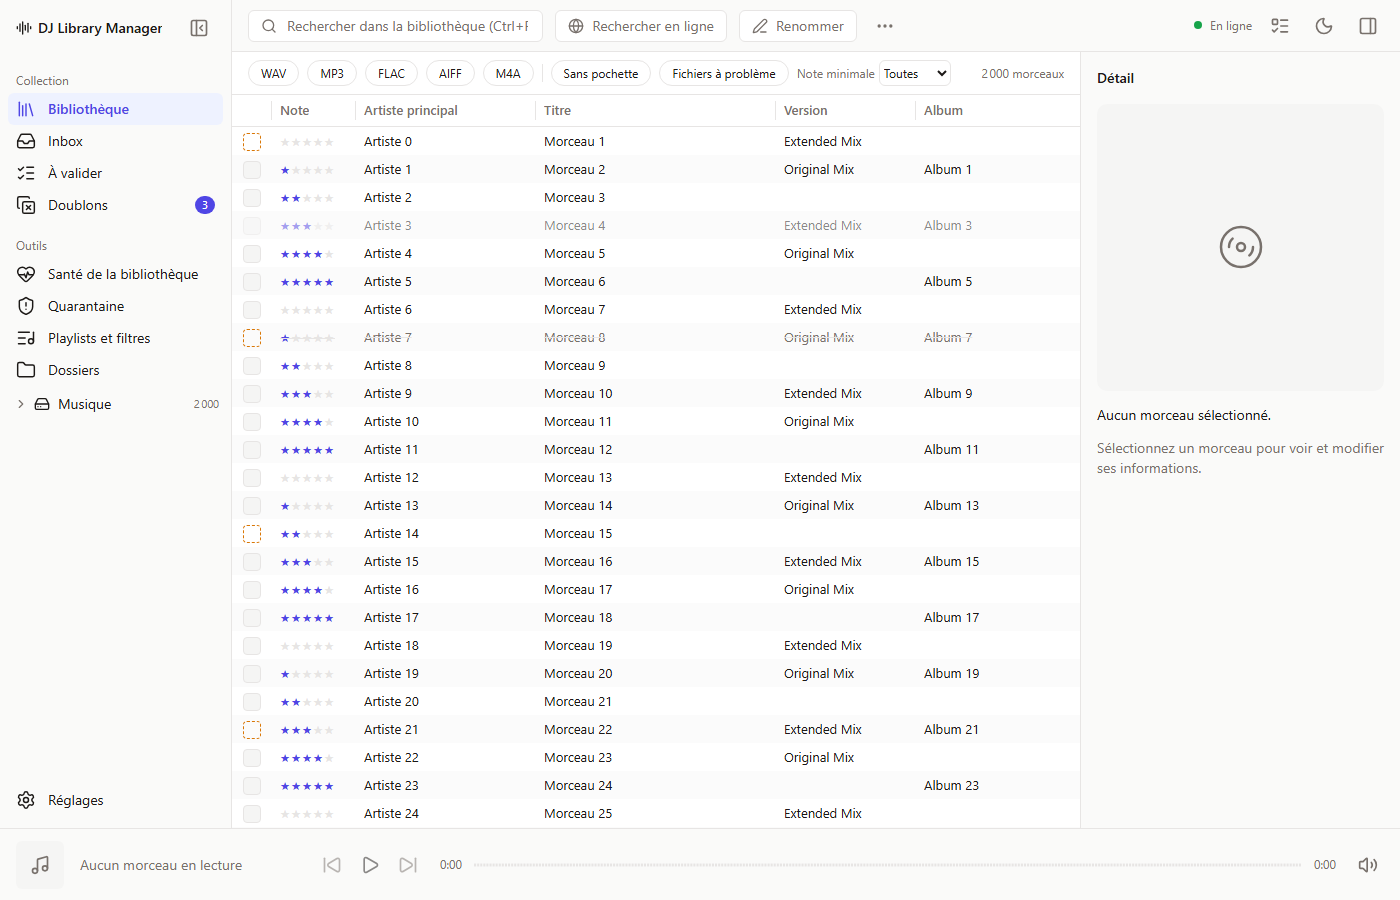 DJ Library Manager
Rechercher dans la bibliothèque (Ctrl+F
Rechercher en ligne
Renommer
En ligne
Collection
Bibliothèque
Inbox
À valider
Doublons 3
Outils
Santé de la bibliothèque
Quarantaine
Playlists et filtres
Dossiers
Musique 2 000
Réglages
WAV MP3 FLAC AIFF M4A Sans pochette Fichiers à problème Note minimale Toutes 2 000 morceaux
Note Artiste principal Titre Version Album
Artiste 0 Morceau 1 Extended Mix
Artiste 1 Morceau 2 Original Mix Album 1
Artiste 2 Morceau 3
Artiste 3 Morceau 4 Extended Mix Album 3
Artiste 4 Morceau 5 Original Mix
Artiste 5 Morceau 6 Album 5
Artiste 6 Morceau 7 Extended Mix
Artiste 7 Morceau 8 Original Mix Album 7
Artiste 8 Morceau 9
Artiste 9 Morceau 10 Extended Mix Album 9
Artiste 10 Morceau 11 Original Mix
Artiste 11 Morceau 12 Album 11
Artiste 12 Morceau 13 Extended Mix
Artiste 13 Morceau 14 Original Mix Album 13
Artiste 14 Morceau 15
Artiste 15 Morceau 16 Extended Mix Album 15
Artiste 16 Morceau 17 Original Mix
Artiste 17 Morceau 18 Album 17
Artiste 18 Morceau 19 Extended Mix
Artiste 19 Morceau 20 Original Mix Album 19
Artiste 20 Morceau 21
Artiste 21 Morceau 22 Extended Mix Album 21
Artiste 22 Morceau 23 Original Mix
Artiste 23 Morceau 24 Album 23
Artiste 24 Morceau 25 Extended Mix
Détail
Aucun morceau sélectionné.
Sélectionnez un morceau pour voir et modifier
ses informations.
Aucun morceau en lecture
0:00
0:00